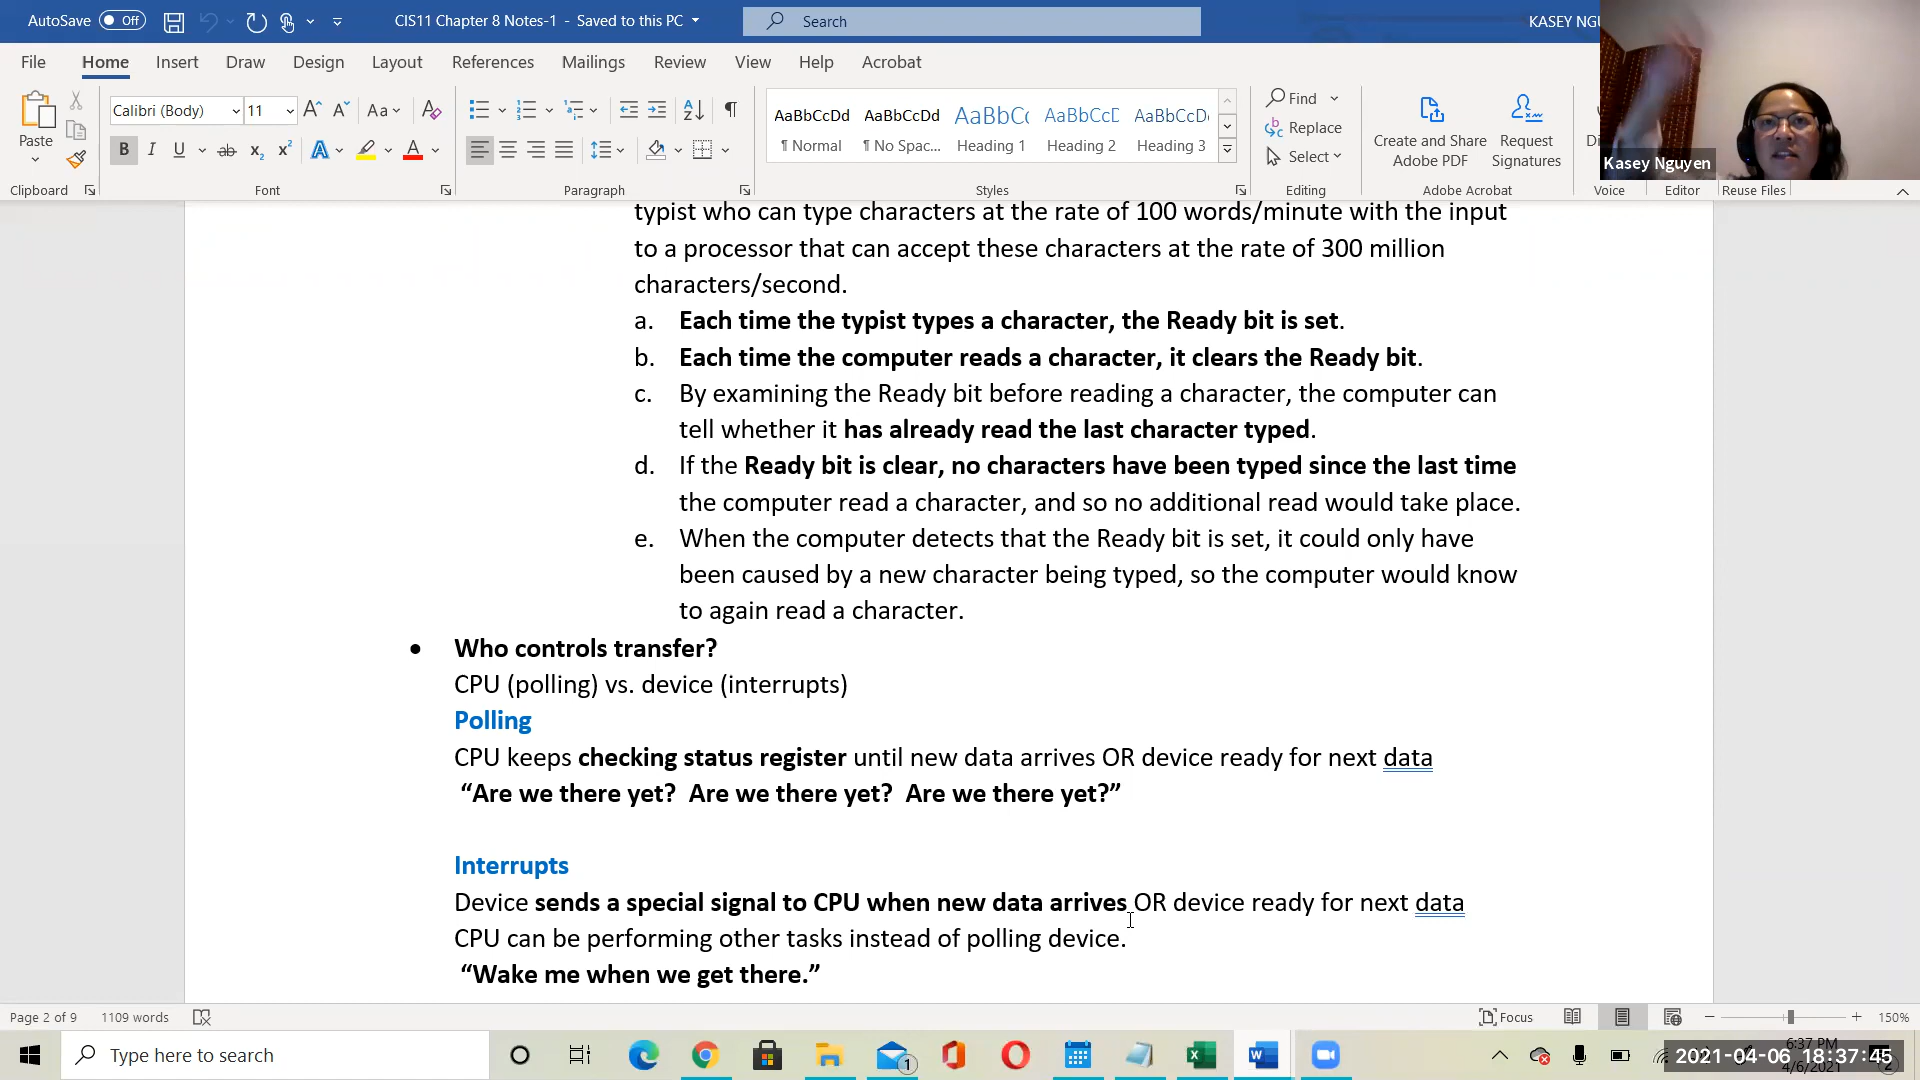 AutoSave Off CIS11 Chapter 8 Notes-1 - Saved to this PC Search KASEY NGU
File Home Insert Draw Design Layout References Mailings Review View Help Acrobat
Paste Calibri (Body) 11 Aa AaBbCcDd AaBbCcDd AaBbC AaBbCcD AaBbCcD
¶ Normal ¶ No Spac... Heading 1 Heading 2 Heading 3
Find
Replace
Select
Create and Share Adobe PDF
Request Signatures
Kasey Nguyen
Clipboard Font Paragraph Styles Editing Adobe Acrobat Voice Editor Reuse Files
typist who can type characters at the rate of 100 words/minute with the input
to a processor that can accept these characters at the rate of 300 million
characters/second.
a. Each time the typist types a character, the Ready bit is set.
b. Each time the computer reads a character, it clears the Ready bit.
c. By examining the Ready bit before reading a character, the computer can
tell whether it has already read the last character typed.
d. If the Ready bit is clear, no characters have been typed since the last time
the computer read a character, and so no additional read would take place.
e. When the computer detects that the Ready bit is set, it could only have
been caused by a new character being typed, so the computer would know
to again read a character.
• Who controls transfer?
CPU (polling) vs. device (interrupts)
Polling
CPU keeps checking status register until new data arrives OR device ready for next data
“Are we there yet? Are we there yet? Are we there yet?”
Interrupts
Device sends a special signal to CPU when new data arrives OR device ready for next data
CPU can be performing other tasks instead of polling device.
“Wake me when we get there.”
Page 2 of 9 1109 words Focus 150%
Type here to search
6:37 PM
2021-04-06 18:37:45
4/6/2021